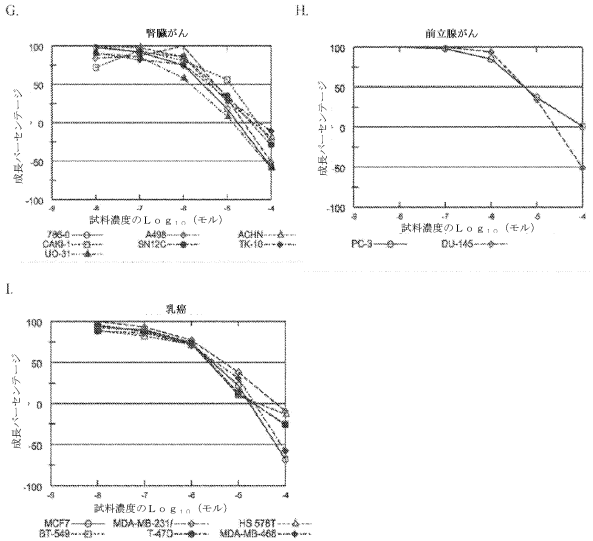 G.
腎臓がん
成長パーセンテージ
100
50
0
-50
-100
-9 -8 -7 -6 -5 -4
試料濃度のLog₁₀ (モル)
786-0 A498 ACHN
CAKI-1 SN12C TK-10
UO-31
H.
前立腺がん
成長パーセンテージ
100
50
0
-50
-100
-9 -8 -7 -6 -5 -4
試料濃度のLog₁₀ (モル)
PC-3 DU-145
I.
乳癌
成長パーセンテージ
100
50
0
-50
-100
-9 -8 -7 -6 -5 -4
試料濃度のLog₁₀ (モル)
MCF7 MDA-MB-231/ HS 578T
BT-549 T-47D MDA-MB-468